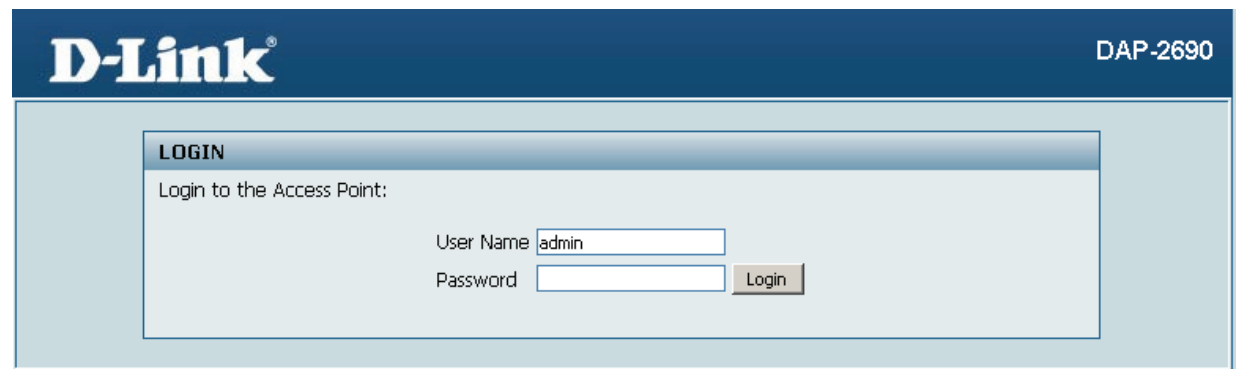 D-Link®
DAP-2690
LOGIN
Login to the Access Point:
User Name admin
Password Login